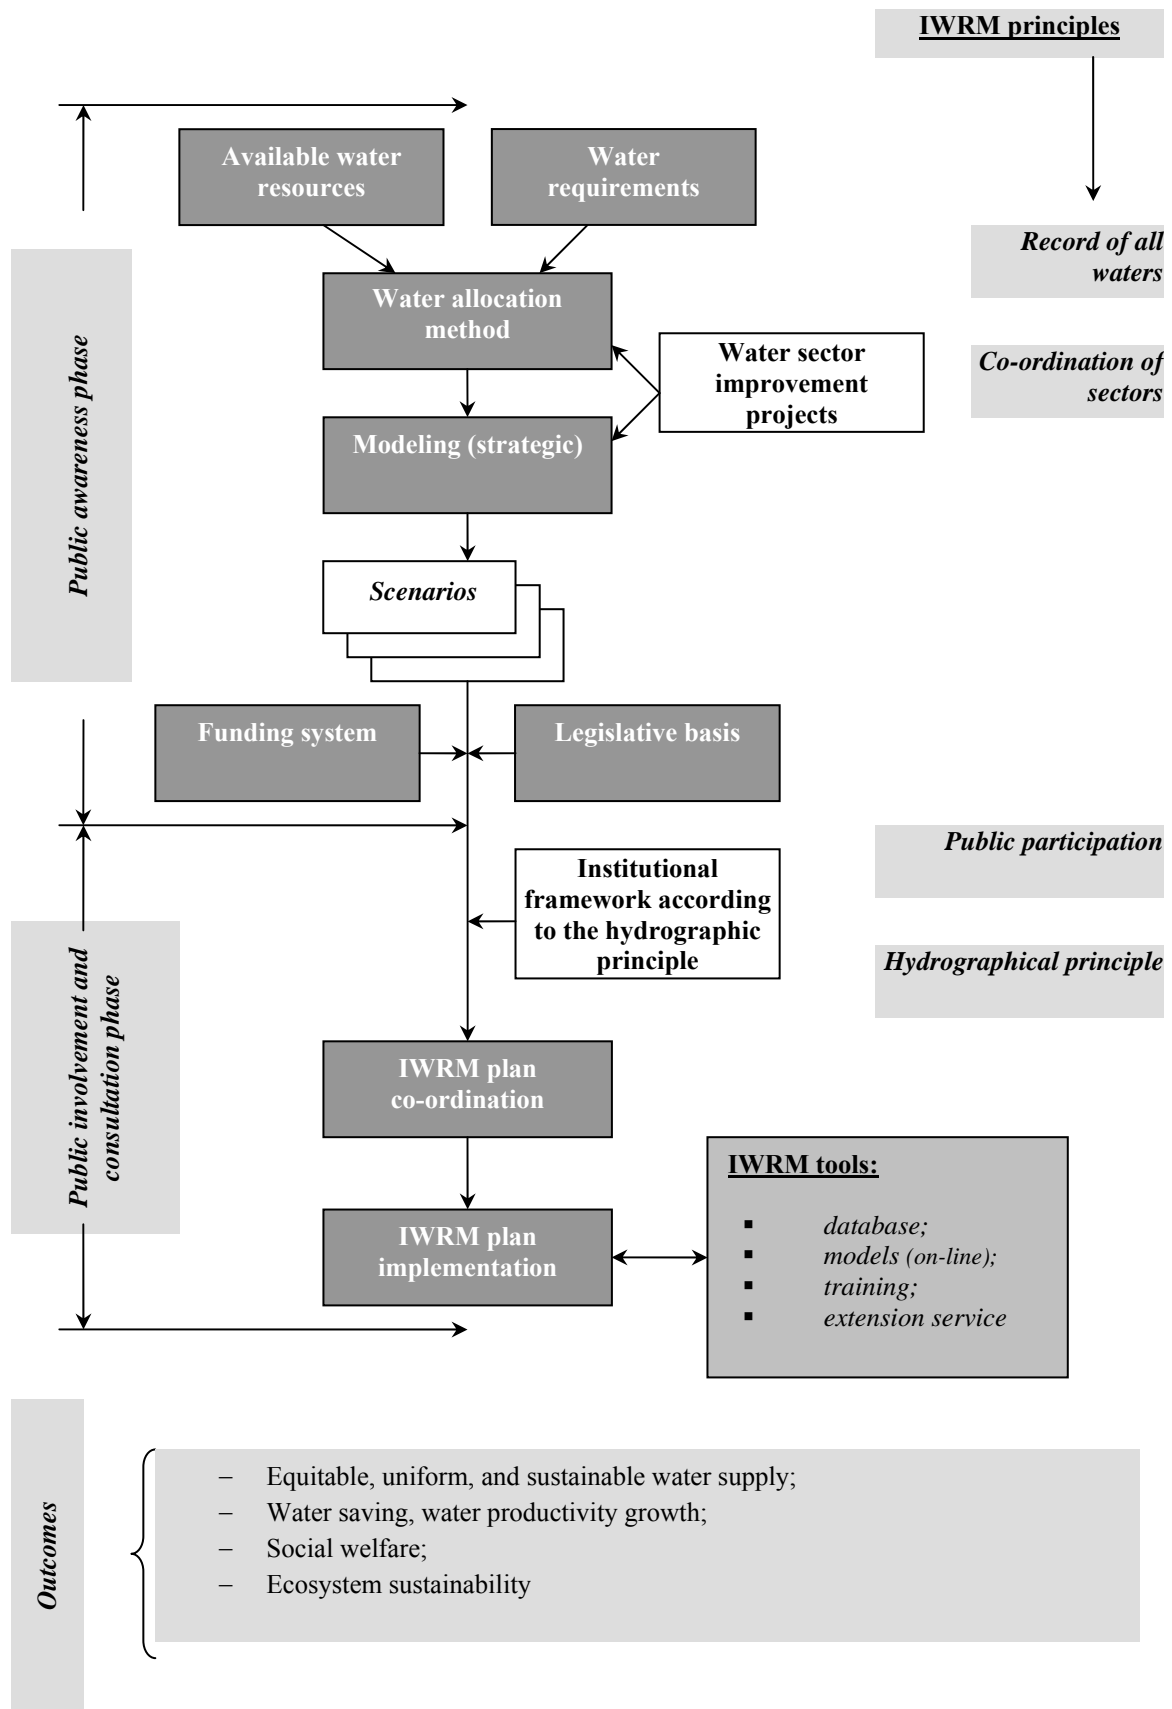 IWRM principles
Available water
resources
Water
requirements
Record of all
waters
Water allocation
method
Water sector
improvement
projects
Co-ordination of
sectors
Modeling (strategic)
Public awareness phase
Scenarios
Funding system
Legislative basis
Public participation
Institutional
framework according
to the hydrographic
principle
Hydrographical principle
Public involvement and
consultation phase
IWRM plan
co-ordination
IWRM plan
implementation
IWRM tools:
▪ database;
▪ models (on-line);
▪ training;
▪ extension service
Outcomes
– Equitable, uniform, and sustainable water supply;
– Water saving, water productivity growth;
– Social welfare;
– Ecosystem sustainability